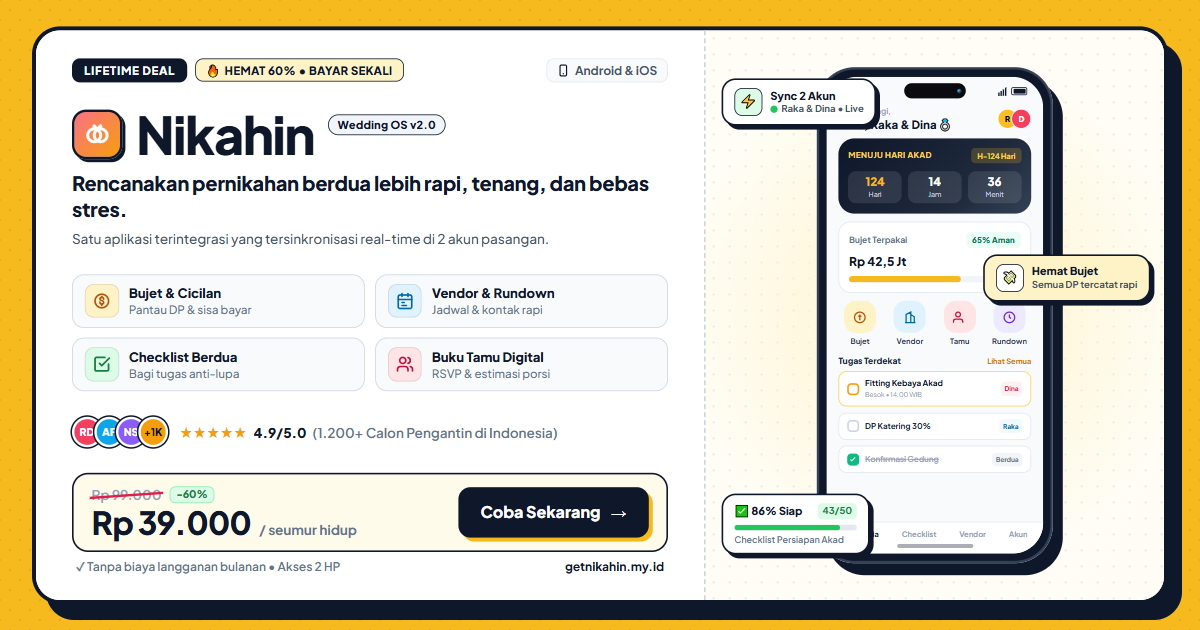 LIFETIME DEAL
🔥 HEMAT 60% • BAYAR SEKALI
Android & iOS
Nikahin
Wedding OS v2.0
Rencanakan pernikahan berdua lebih rapi, tenang, dan bebas
stres.
Satu aplikasi terintegrasi yang tersinkronisasi real-time di 2 akun pasangan.
Bujet & Cicilan
Pantau DP & sisa bayar
Vendor & Rundown
Jadwal & kontak rapi
Checklist Berdua
Bagi tugas anti-lupa
Buku Tamu Digital
RSVP & estimasi porsi
RD
NS
+1K
★★★★★ 4.9/5.0 (1.200+ Calon Pengantin di Indonesia)
Rp 99.000
-60%
Rp 39.000 / seumur hidup
Coba Sekarang →
✓ Tanpa biaya langganan bulanan • Akses 2 HP
getnikahin.my.id
Sync 2 Akun
Raka & Dina • Live
Raka & Dina 💍
R
D
MENUJU HARI AKAD
H-124 Hari
124
Hari
14
Jam
36
Menit
Bujet Terpakai
65% Aman
Rp 42,5 Jt
Hemat Bujet
Semua DP tercatat rapi
Bujet
Vendor
Tamu
Rundown
Tugas Terdekat
Lihat Semua
Fitting Kebaya Akad
Besok • 14.00 WIB
Dina
DP Katering 30%
Raka
Konfirmasi Gedung
Berdua
✅ 86% Siap
43/50
Checklist Persiapan Akad
Checklist
Vendor
Akun